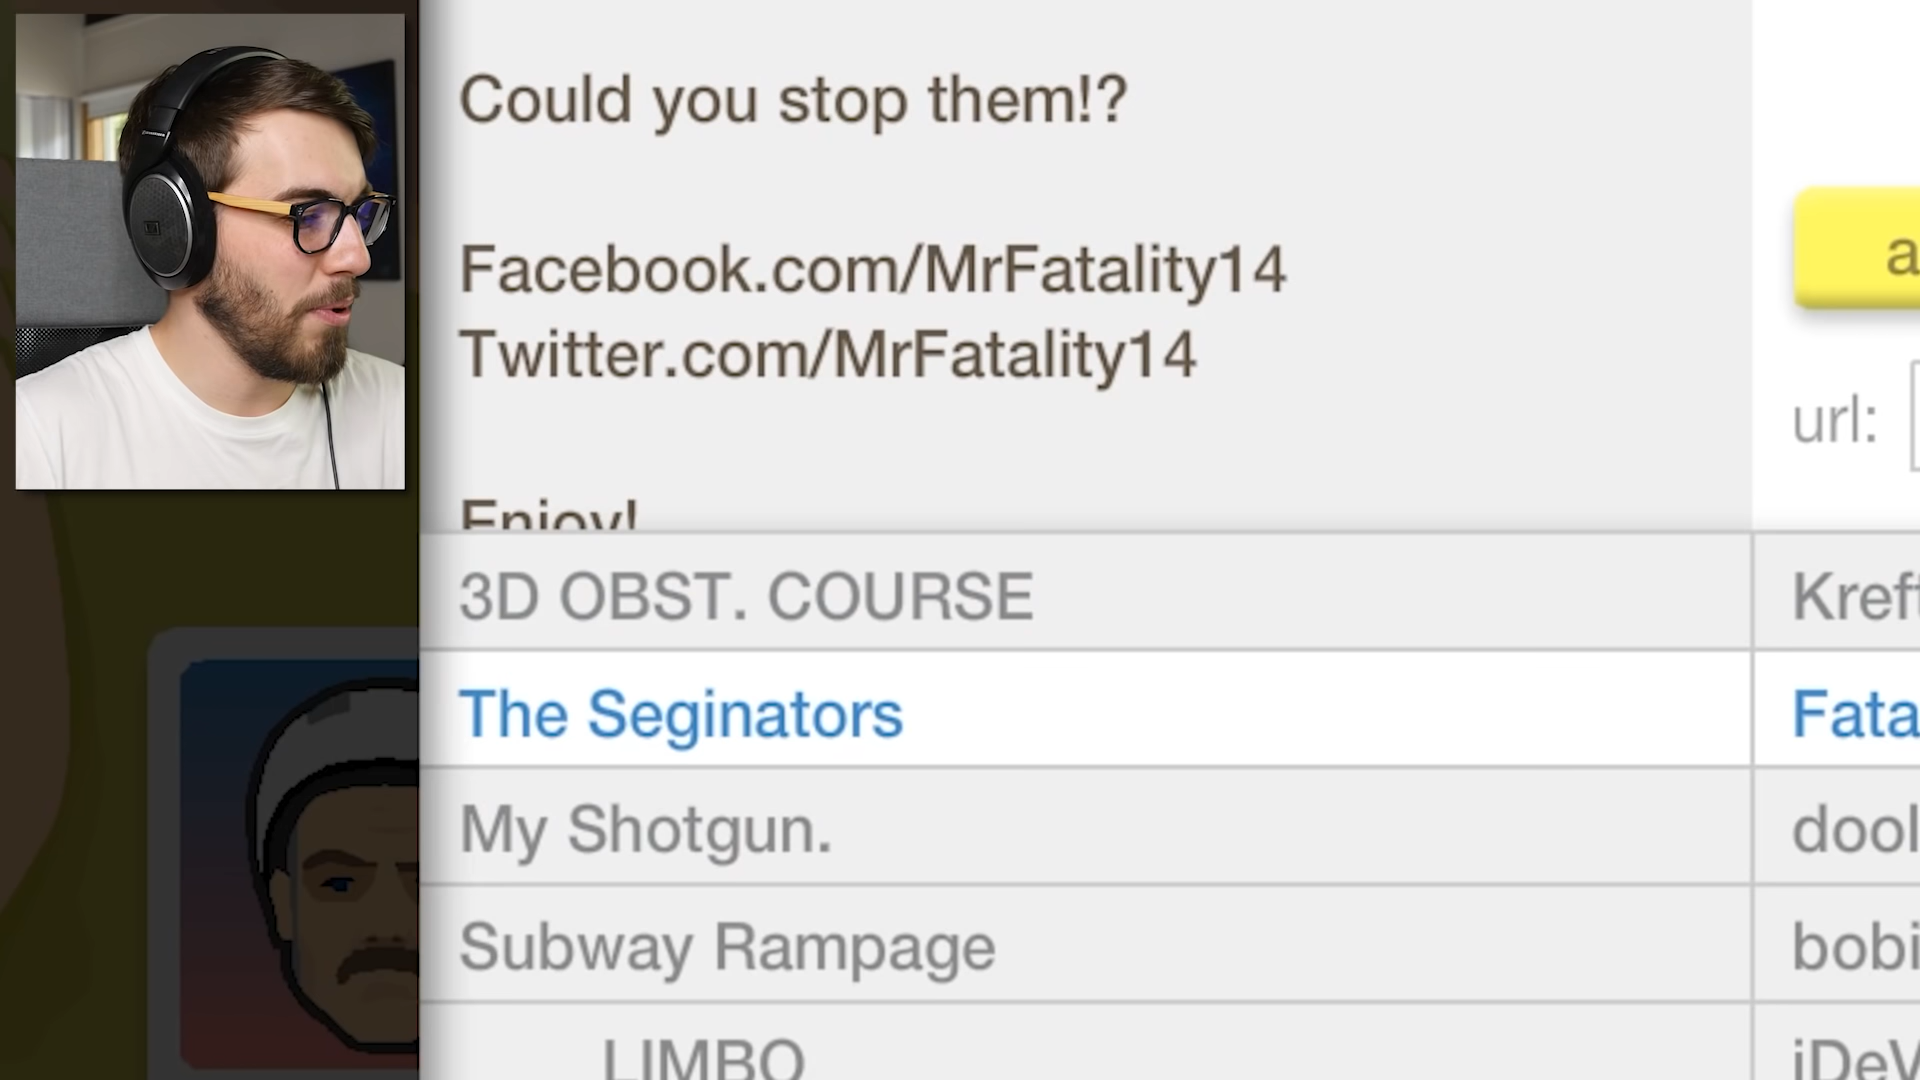 Could you stop them!?
Facebook.com/MrFatality14
Twitter.com/MrFatality14
url:
Enjoy!
3D OBST. COURSE
The Seginators
My Shotgun.
Subway Rampage
LIMBO